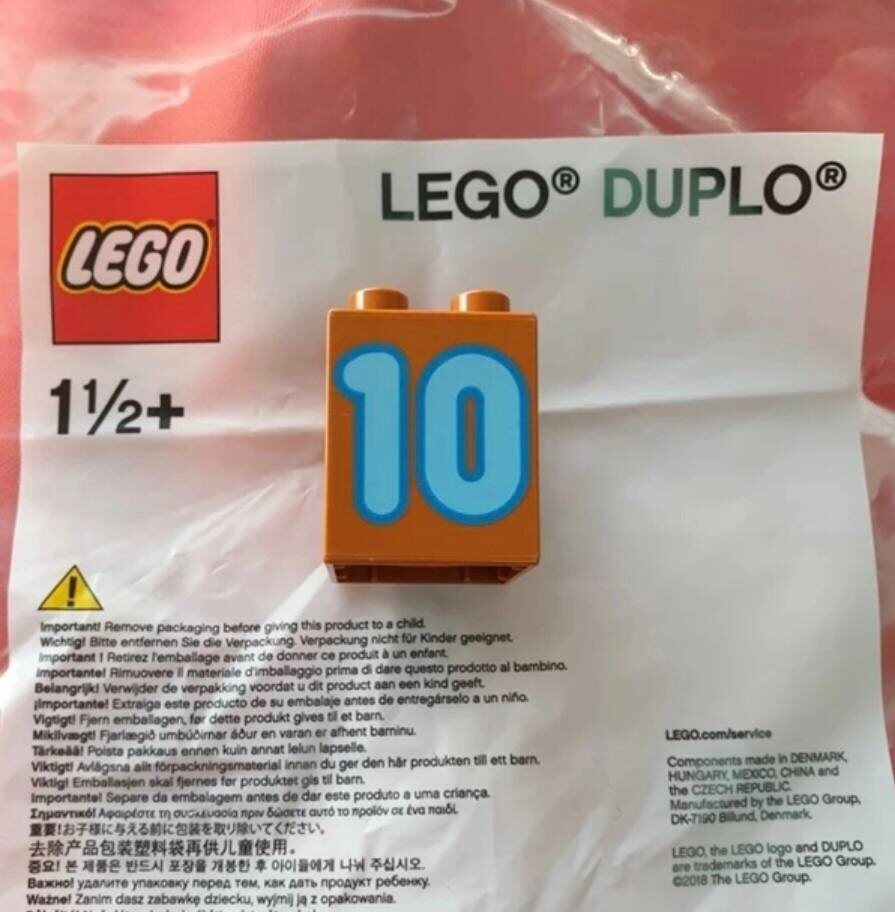 LEGO® DUPLO®
LEGO®
1½+
10
Important! Remove packaging before giving this product to a child.
Wichtig! Bitte entfernen Sie die Verpackung. Verpackung nicht für Kinder geeignet.
Important ! Retirez l'emballage avant de donner ce produit à un enfant.
Importante! Rimuovere il materiale d'imballaggio prima di dare questo prodotto al bambino.
Belangrijk! Verwijder de verpakking voordat u dit product aan een kind geeft.
¡Importante! Extraiga este producto de su embalaje antes de entregárselo a un niño.
Vigtigt! Fjern emballagen, før dette produkt gives til et barn.
Mikilvægt! Fjarlægið umbúðirnar áður en varan er afhent barninu.
Tärkeää! Poista pakkaus ennen kuin annat lelun lapselle.
Viktigt! Avlägsna allt förpackningsmaterial innan du ger den här produkten till ett barn.
Viktig! Emballasjen skal fjernes før produktet gis til barn.
Importante! Separe da embalagem antes de dar este produto a uma criança.
Σημαντικό! Αφαιρέστε τη συσκευασία πριν δώσετε αυτό το προϊόν σε ένα παιδί.
重要!お子様に与える前に包装を取り除いてください。
去除产品包装塑料袋再供儿童使用。
중요! 본 제품은 반드시 포장을 개봉한 후 아이들에게 나눠 주십시오.
Важно! удалите упаковку перед тем, как дать продукт ребенку.
Ważne! Zanim dasz zabawkę dziecku, wyjmij ją z opakowania.
LEGO.com/service
Components made in DENMARK,
HUNGARY, MEXICO, CHINA and
the CZECH REPUBLIC.
Manufactured by the LEGO Group,
DK-7190 Billund, Denmark.
LEGO, the LEGO logo and DUPLO
are trademarks of the LEGO Group.
©2018 The LEGO Group.